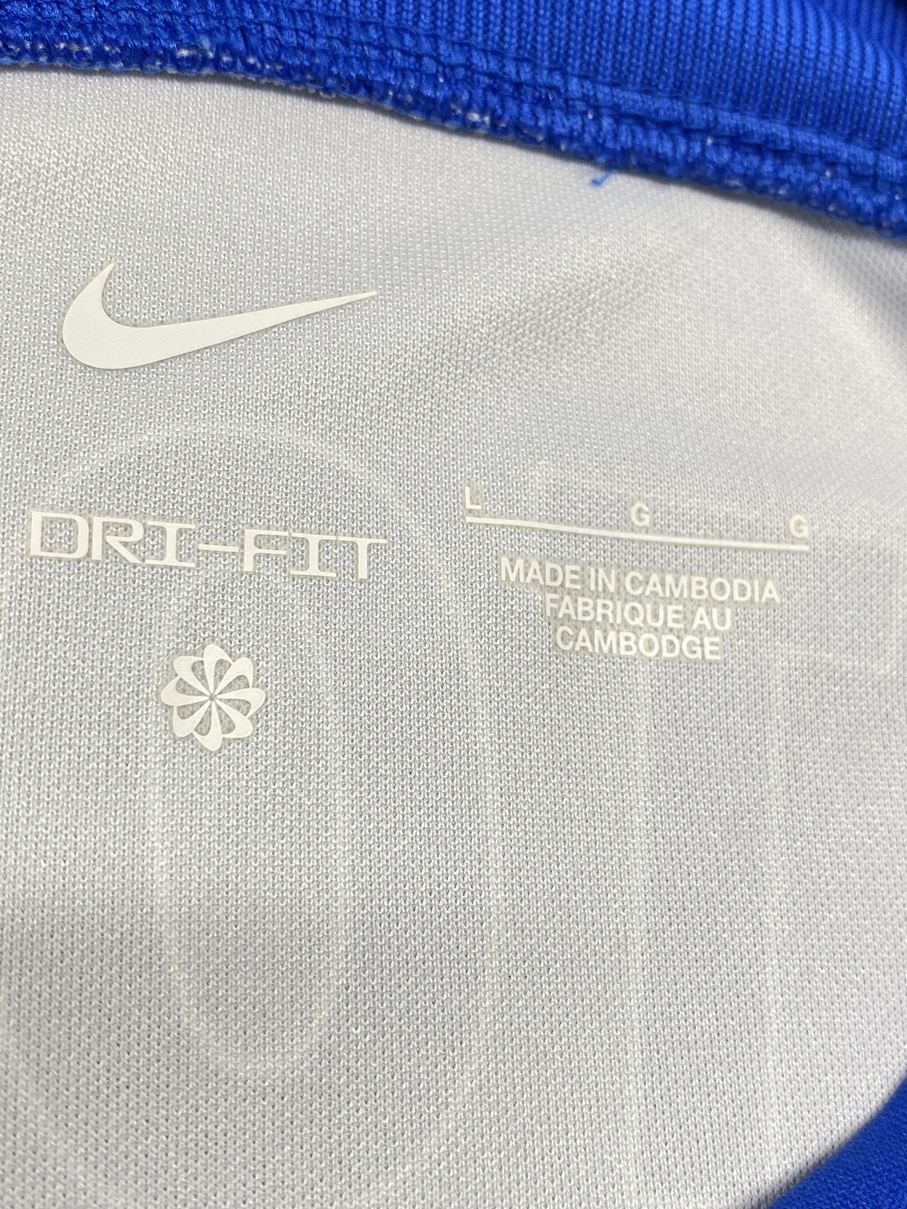 DRI-FIT
L G G
MADE IN CAMBODIA
FABRIQUE AU
CAMBODGE